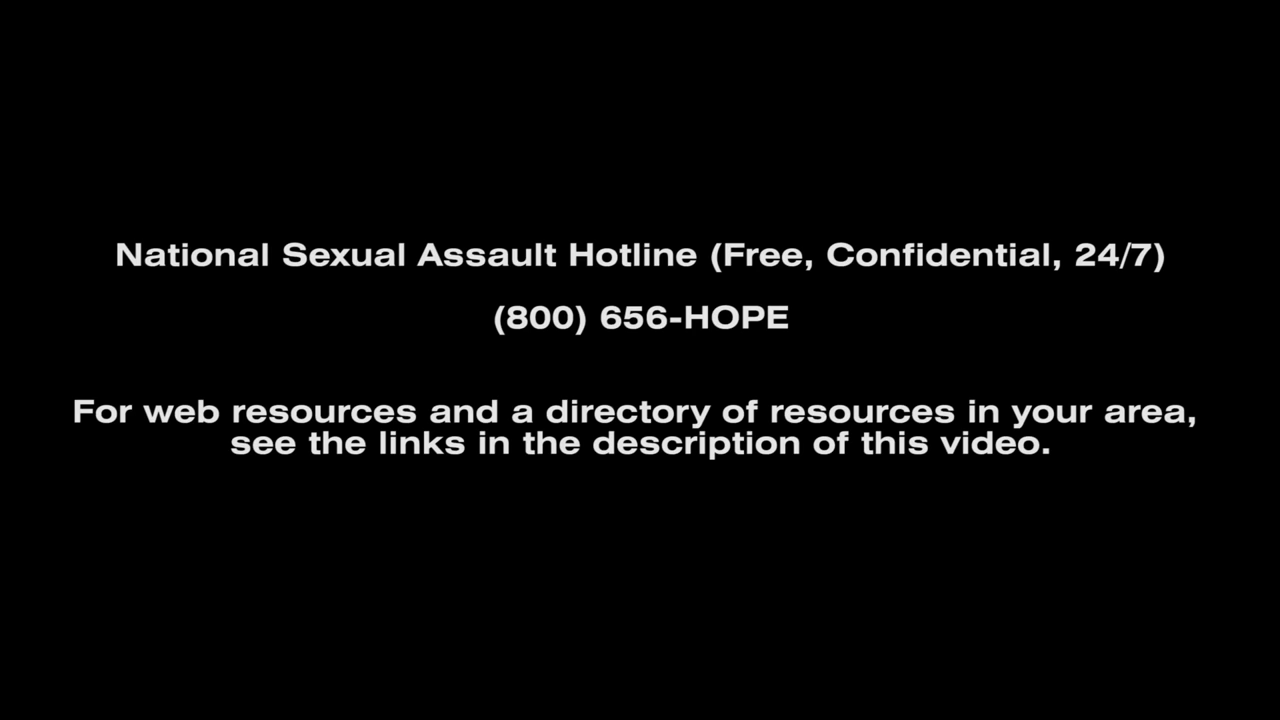 National Sexual Assault Hotline (Free, Confidential, 24/7)
(800) 656-HOPE
For web resources and a directory of resources in your area,
see the links in the description of this video.